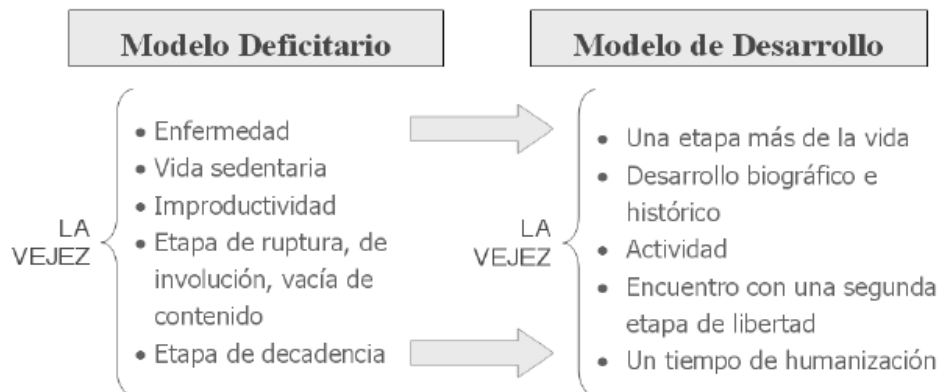 Modelo Deficitario
LA
VEJEZ
• Enfermedad
• Vida sedentaria
• Improductividad
• Etapa de ruptura, de
involución, vacía de
contenido
• Etapa de decadencia
Modelo de Desarrollo
LA
VEJEZ
• Una etapa más de la vida
• Desarrollo biográfico e
histórico
• Actividad
• Encuentro con una segunda
etapa de libertad
• Un tiempo de humanización